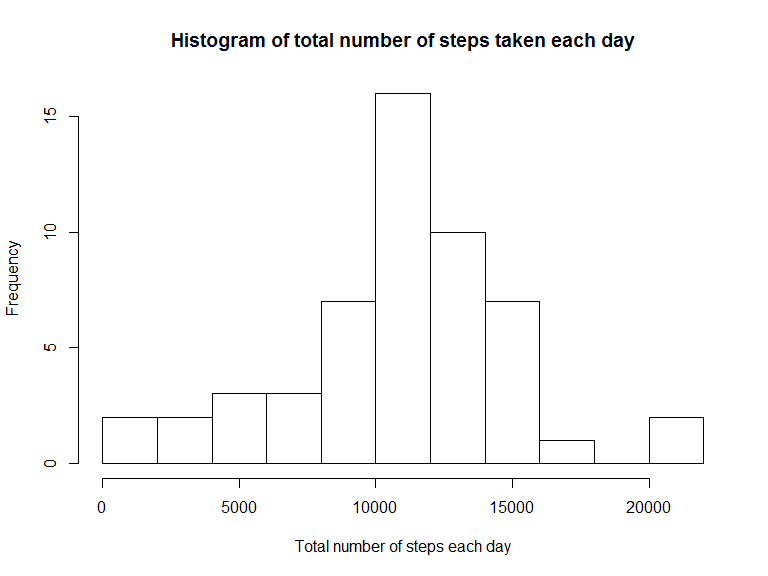 Histogram of total number of steps taken each day
15
10
5
0
Frequency
0 5000 10000 15000 20000
Total number of steps each day